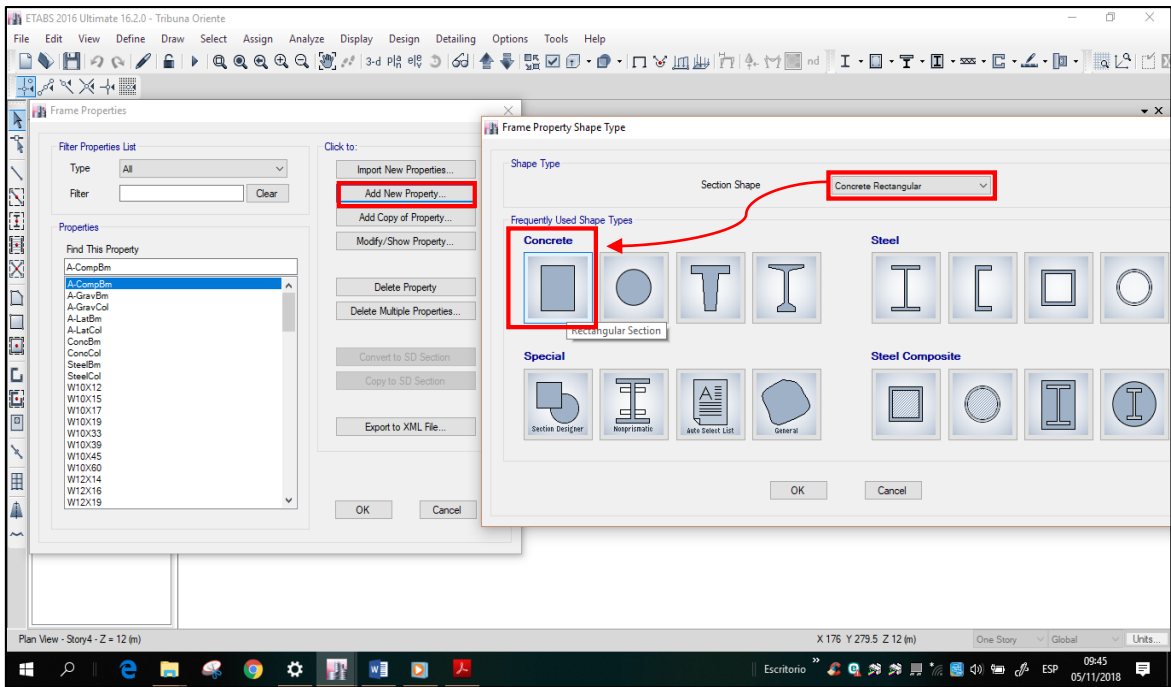 ETABS 2016 Ultimate 16.2.0 - Tribuna Oriente
File Edit View Define Draw Select Assign Analyze Display Design Detailing Options Tools Help
3-d
nd
Frame Properties
Filter Properties List
Type All
Filter Clear
Properties
Find This Property
A-CompBm
A-CompBm
A-GravBm
A-GravCol
A-LatBm
A-LatCol
ConcBm
ConcCol
SteelBm
SteelCol
W10X12
W10X15
W10X17
W10X19
W10X33
W10X39
W10X45
W10X60
W12X14
W12X16
W12X19
Click to:
Import New Properties...
Add New Property...
Add Copy of Property...
Modify/Show Property...
Delete Property
Delete Multiple Properties...
Convert to SD Section
Copy to SD Section
Export to XML File...
OK Cancel
Frame Property Shape Type
Shape Type
Section Shape Concrete Rectangular
Frequently Used Shape Types
Concrete
Rectangular Section
Steel
Special
Section Designer
Nonprismatic
Auto Select List
General
Steel Composite
OK Cancel
Plan View - Story4 - Z = 12 (m)
X 176 Y 279.5 Z 12 (m)
One Story Global Units...
Escritorio
ESP
09:45
05/11/2018